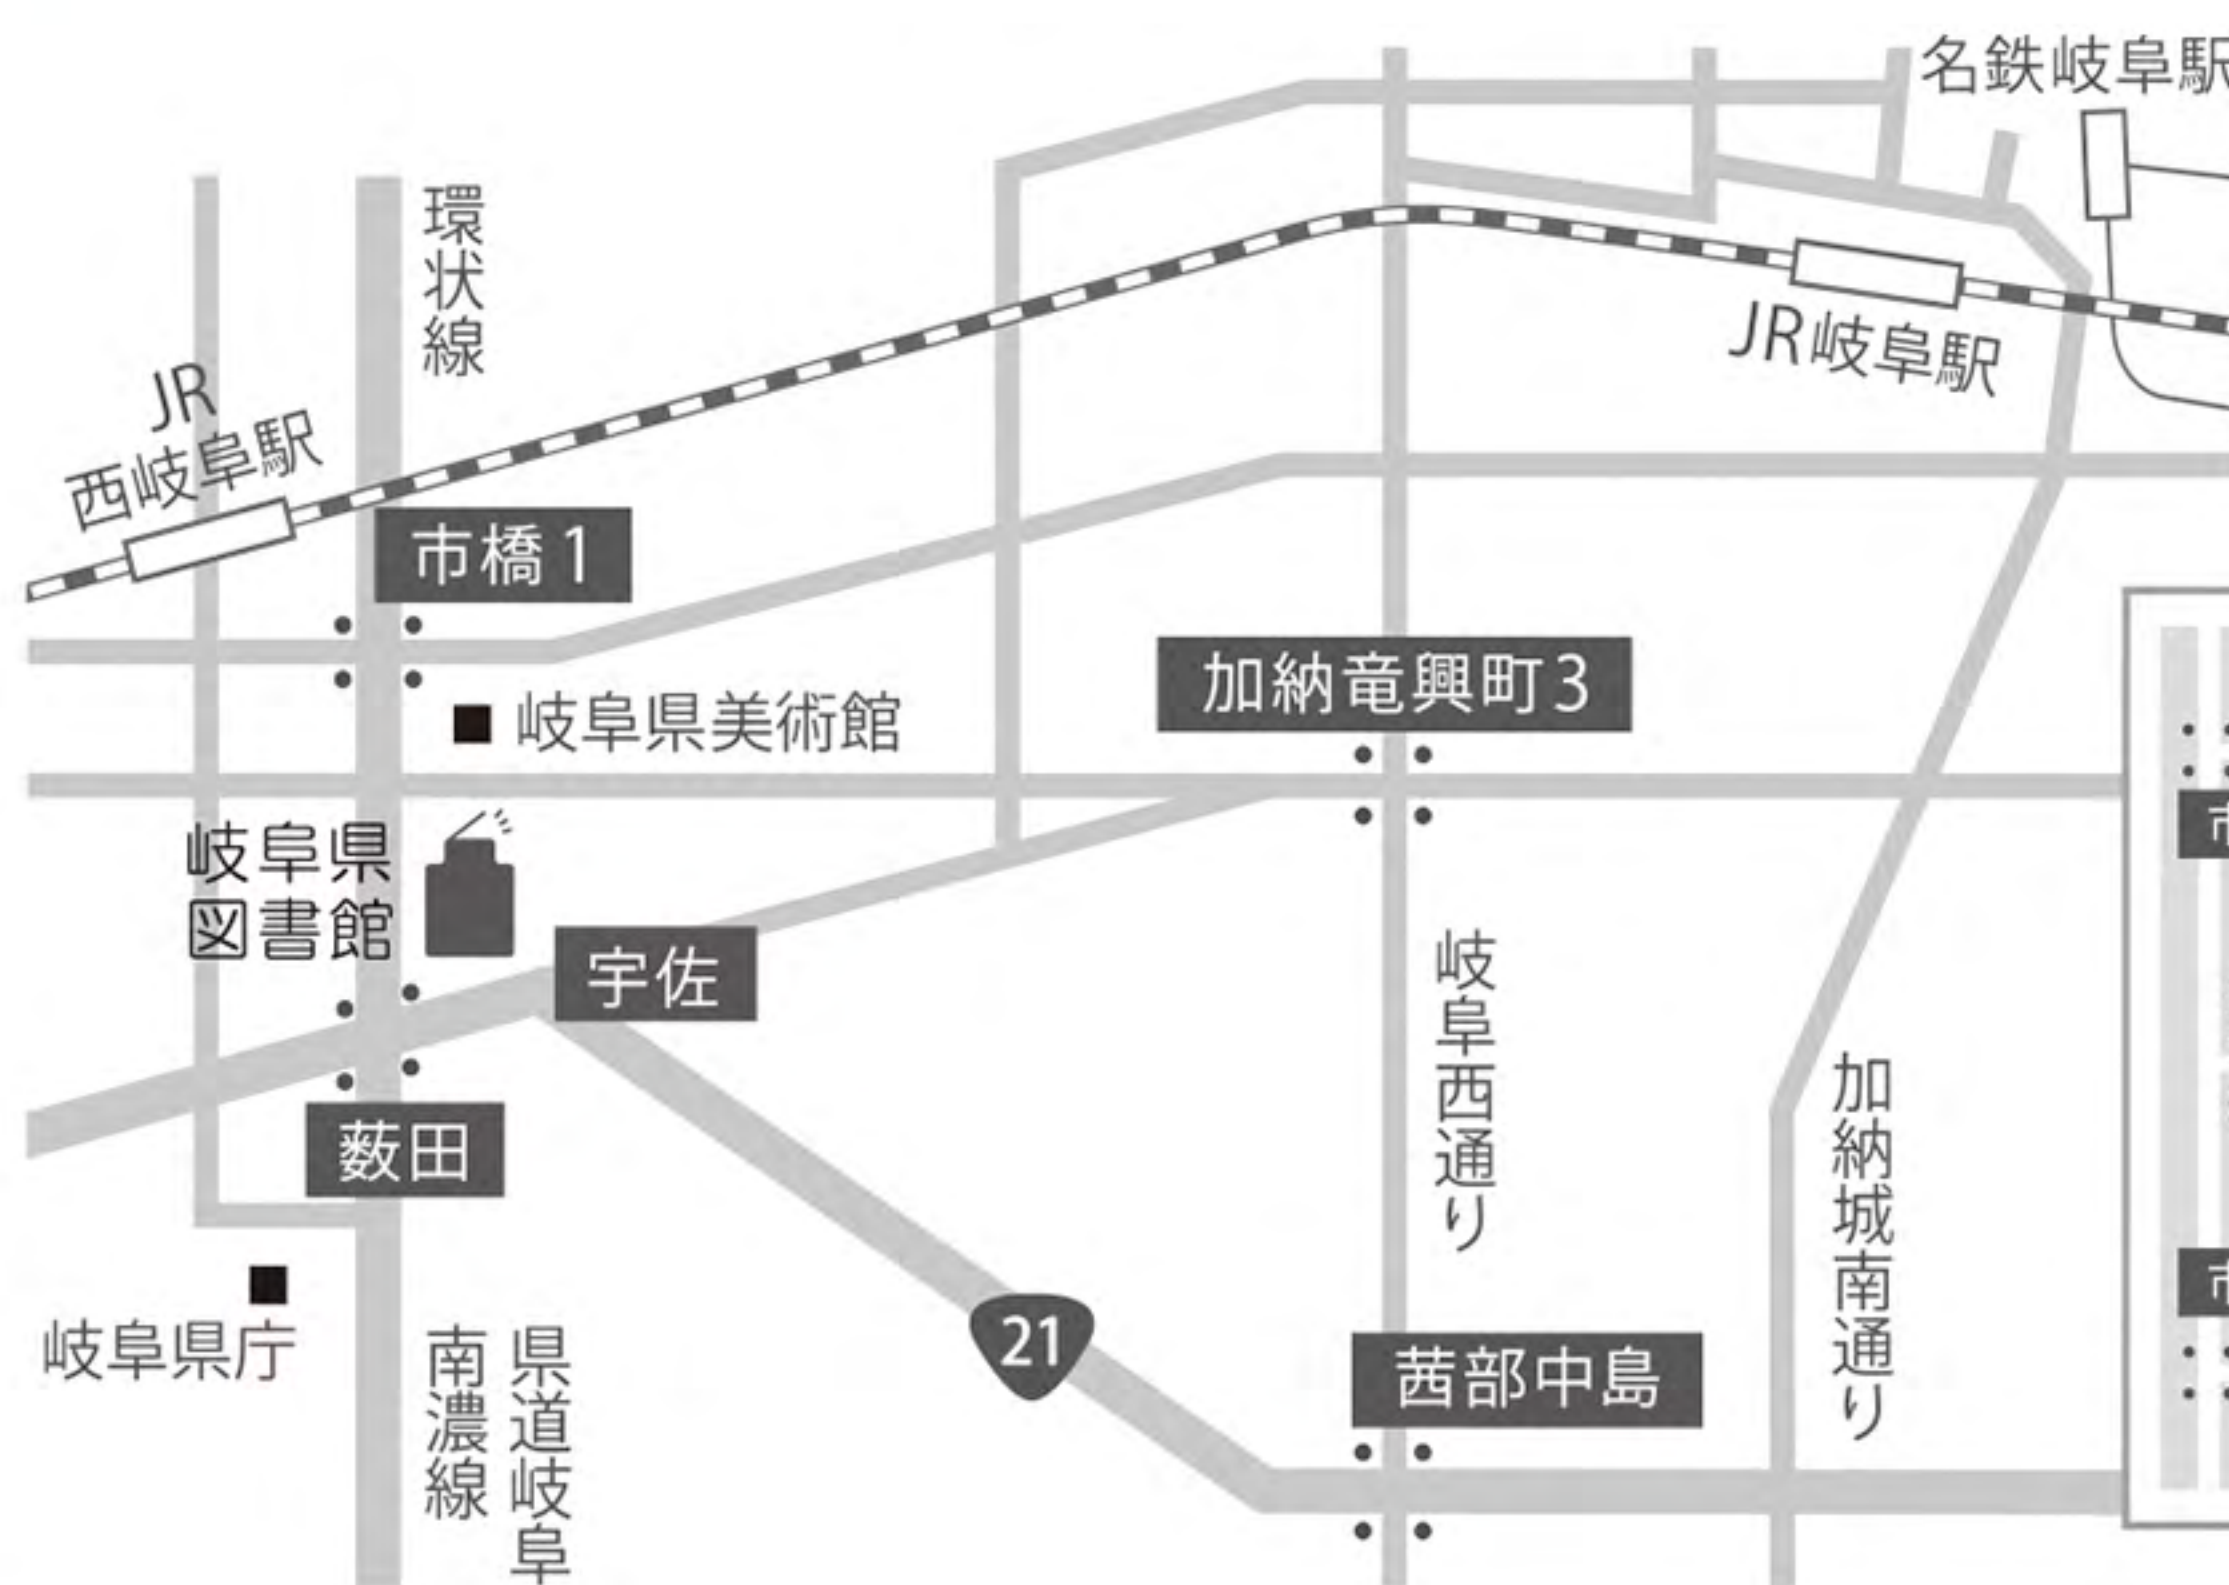 名鉄岐阜駅
環状線
JR
西岐阜駅
JR岐阜駅
市橋1
岐阜県美術館
加納竜興町3
岐阜県
図書館
宇佐
岐阜西通り
加納城南通り
薮田
岐阜県庁
県道岐阜
南濃線
21
茜部中島
市
市